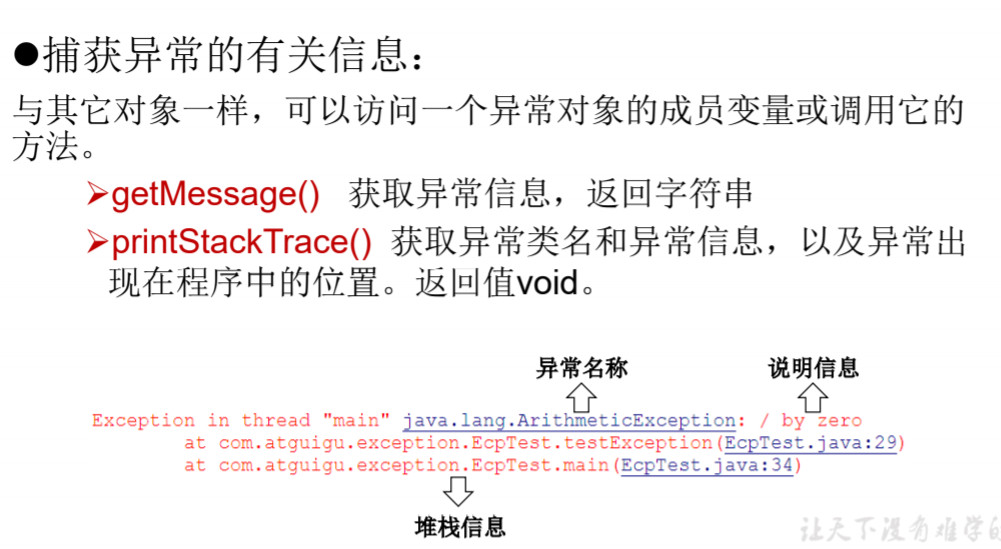 ●捕获异常的有关信息：
与其它对象一样，可以访问一个异常对象的成员变量或调用它的
方法。
➢getMessage() 获取异常信息，返回字符串
➢printStackTrace() 获取异常类名和异常信息，以及异常出
现在程序中的位置。返回值void。
异常名称 说明信息
Exception in thread "main" java.lang.ArithmeticException: / by zero
at com.atguigu.exception.EcpTest.testException(EcpTest.java:29)
at com.atguigu.exception.EcpTest.main(EcpTest.java:34)
堆栈信息
让天下没有难学的